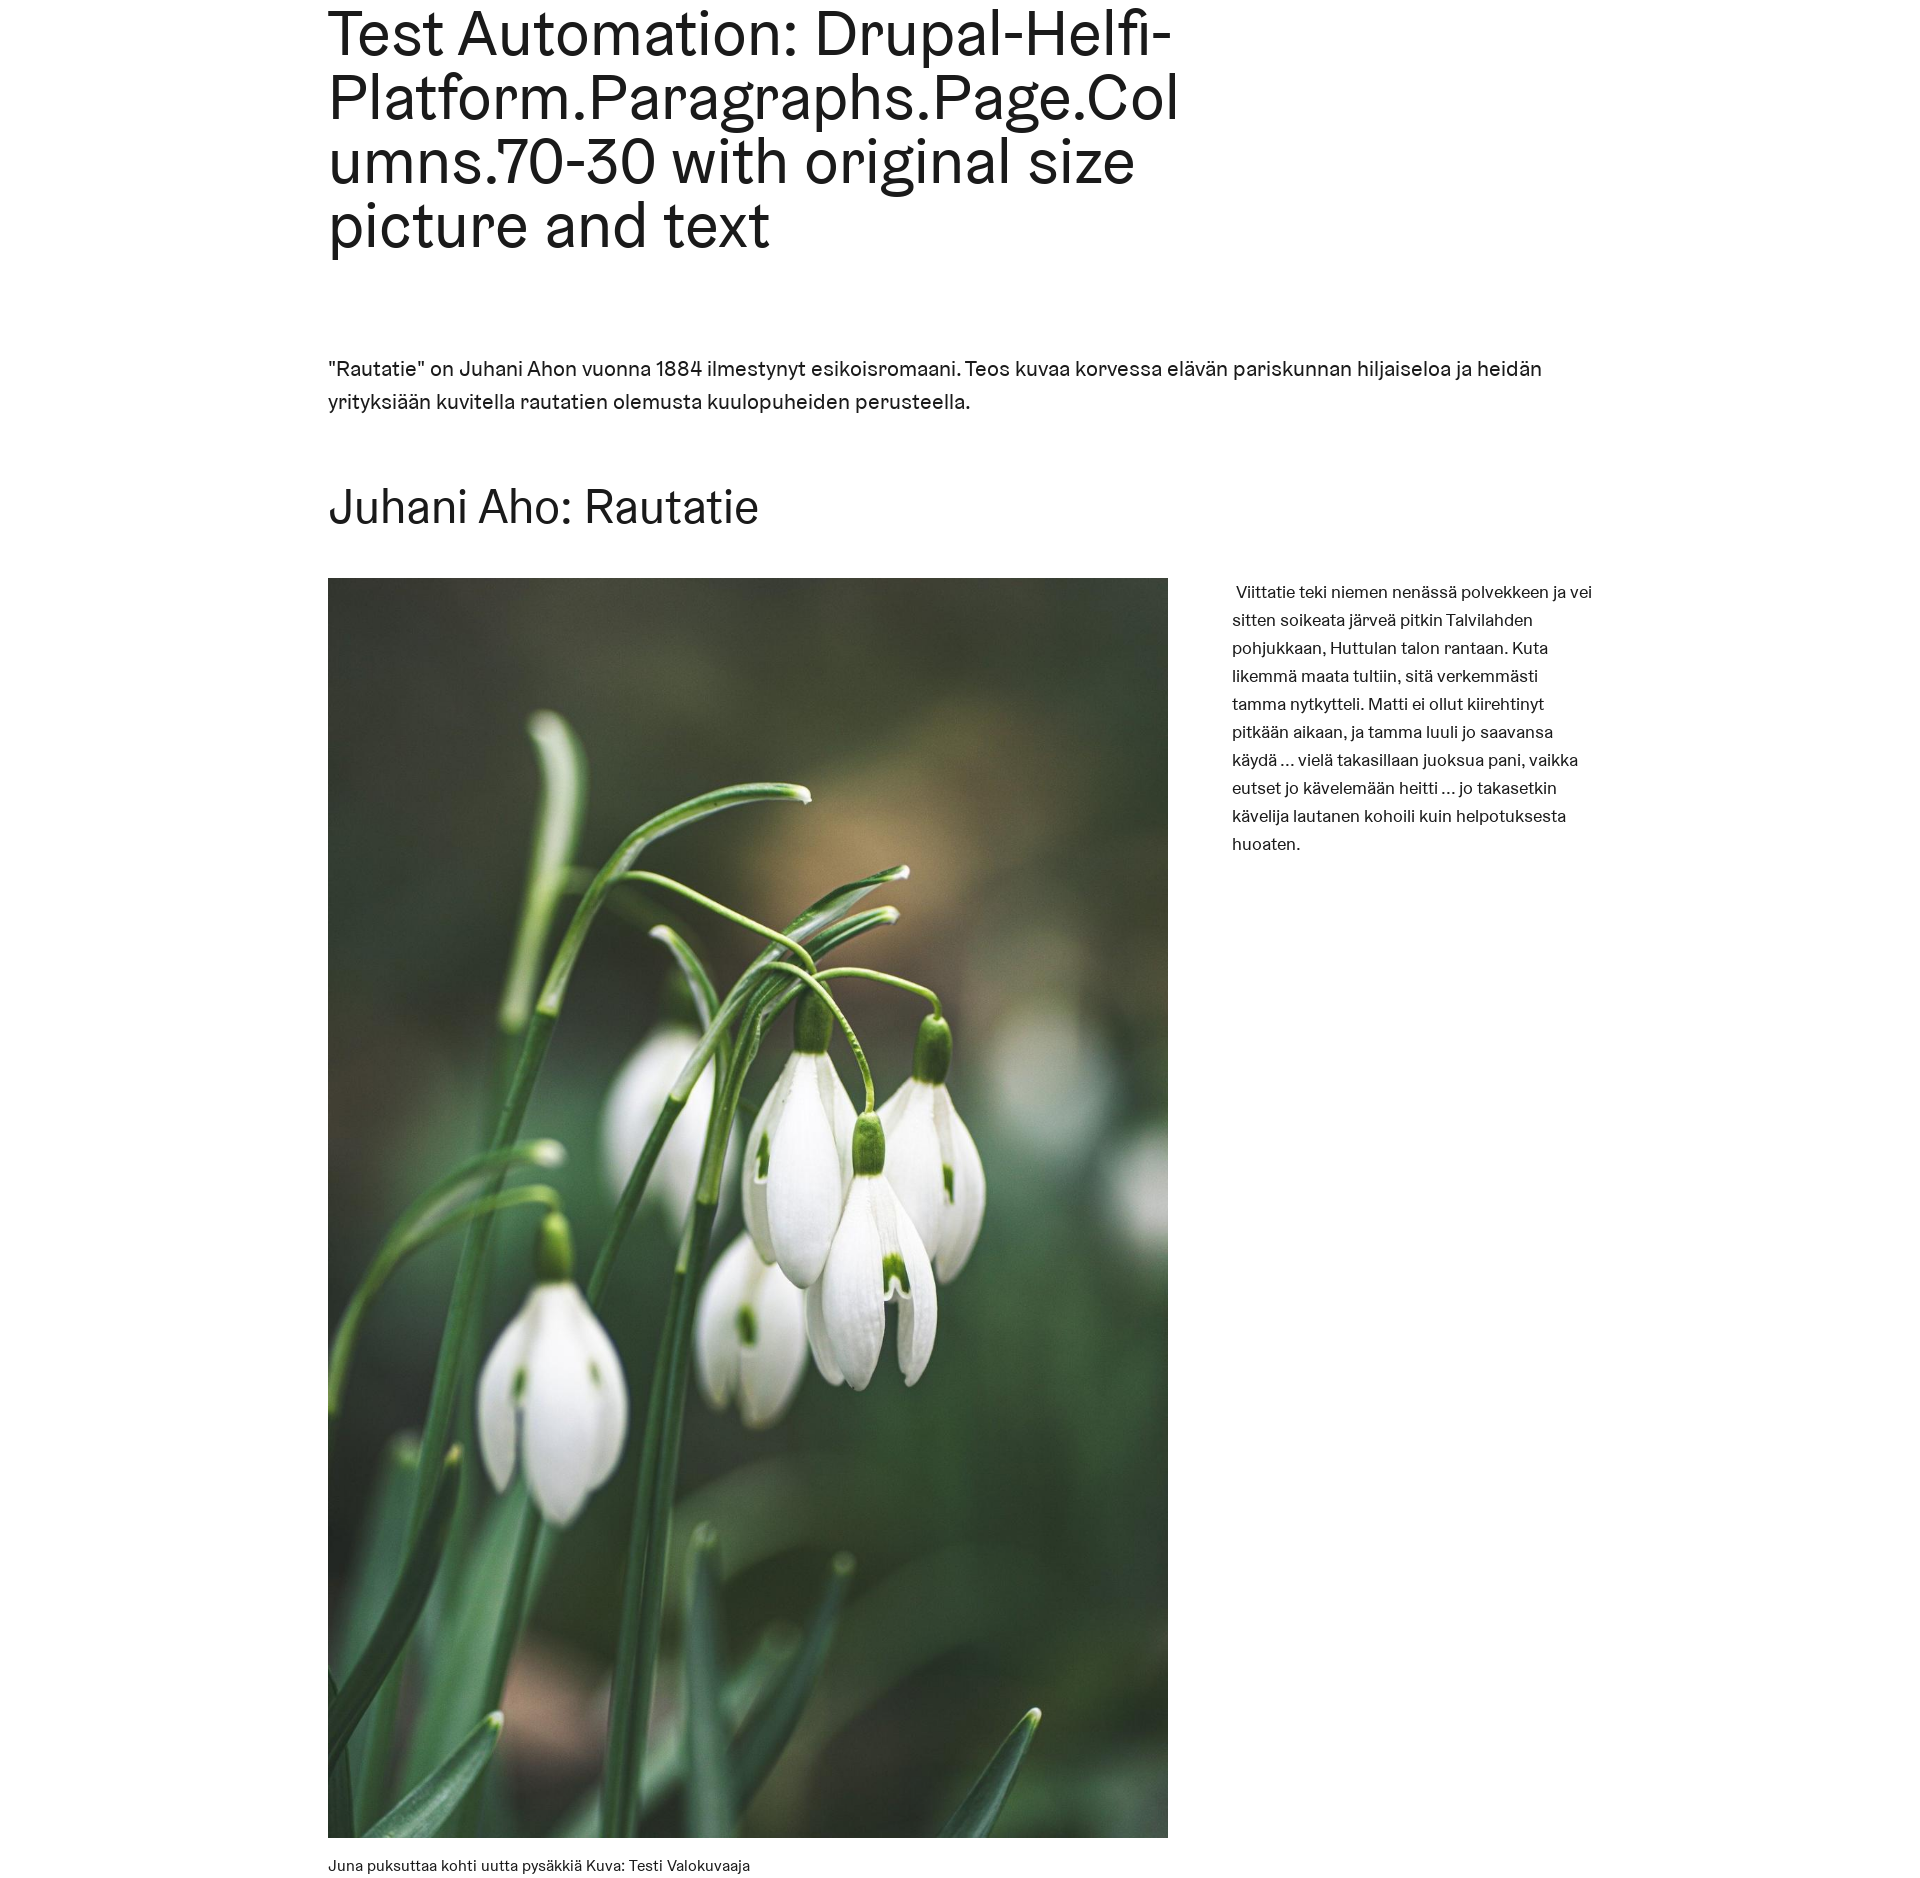 Test Automation: Drupal-Helfi-
Platform.Paragraphs.Page.Col
umns.70-30 with original size
picture and text
"Rautatie" on Juhani Ahon vuonna 1884 ilmestynyt esikoisromaani. Teos kuvaa korvessa elävän pariskunnan hiljaiseloa ja heidän
yrityksiään kuvitella rautatien olemusta kuulopuheiden perusteella.
Juhani Aho: Rautatie
Viittatie teki niemen nenässä polvekkeen ja vei
sitten soikeata järveä pitkin Talvilahden
pohjukkaan, Huttulan talon rantaan. Kuta
likemmä maata tultiin, sitä verkemmästi
tamma nytkytteli. Matti ei ollut kiirehtinyt
pitkään aikaan, ja tamma luuli jo saavansa
käydä ... vielä takasillaan juoksua pani, vaikka
eutset jo kävelemään heitti ... jo takasetkin
kävelija lautanen kohoili kuin helpotuksesta
huoaten.
Juna puksuttaa kohti uutta pysäkkiä Kuva: Testi Valokuvaaja